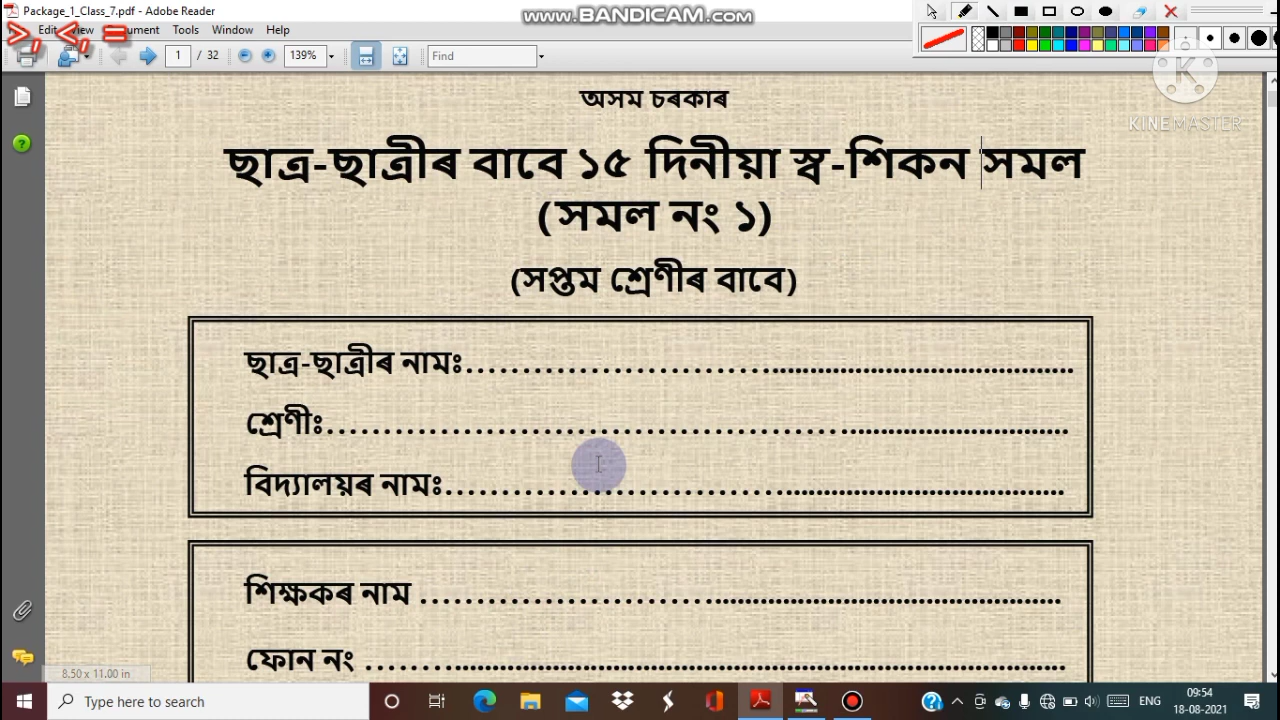 Package_1_Class_7.pdf - Adobe Reader
www.BANDICAM.com
Edit View Document Tools Window Help
>, <, =
1 / 32 139% Find
KINEMASTER
অসম চৰকাৰ
ছাত্ৰ-ছাত্ৰীৰ বাবে ১৫ দিনীয়া স্ব-শিকন সমল
(সমল নং ১)
(সপ্তম শ্ৰেণীৰ বাবে)
ছাত্ৰ-ছাত্ৰীৰ নামঃ....................................................................
শ্ৰেণীঃ....................................................................
বিদ্যালয়ৰ নামঃ....................................................................
শিক্ষকৰ নাম ....................................................................
ফোন নং ....................................................................
8.50 x 11.00 in
Type here to search
ENG
09:54
18-08-2021